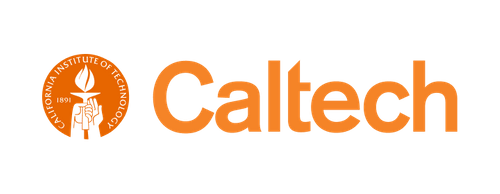 CALIFORNIA INSTITUTE OF TECHNOLOGY
1891
Caltech